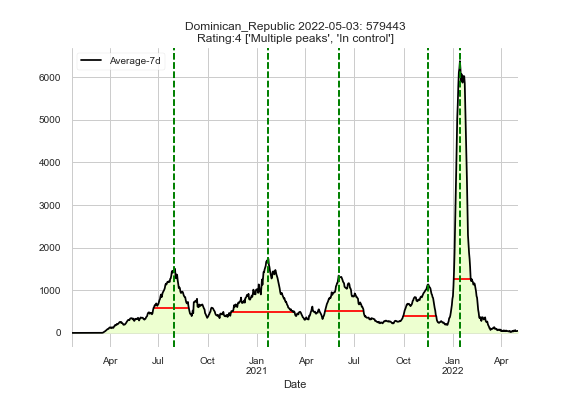 Dominican_Republic 2022-05-03: 579443
Rating:4 ['Multiple peaks', 'In control']
Average-7d
6000
5000
4000
3000
2000
1000
0
Apr Jul Oct Jan Apr Jul Oct Jan Apr
2021 2022
Date